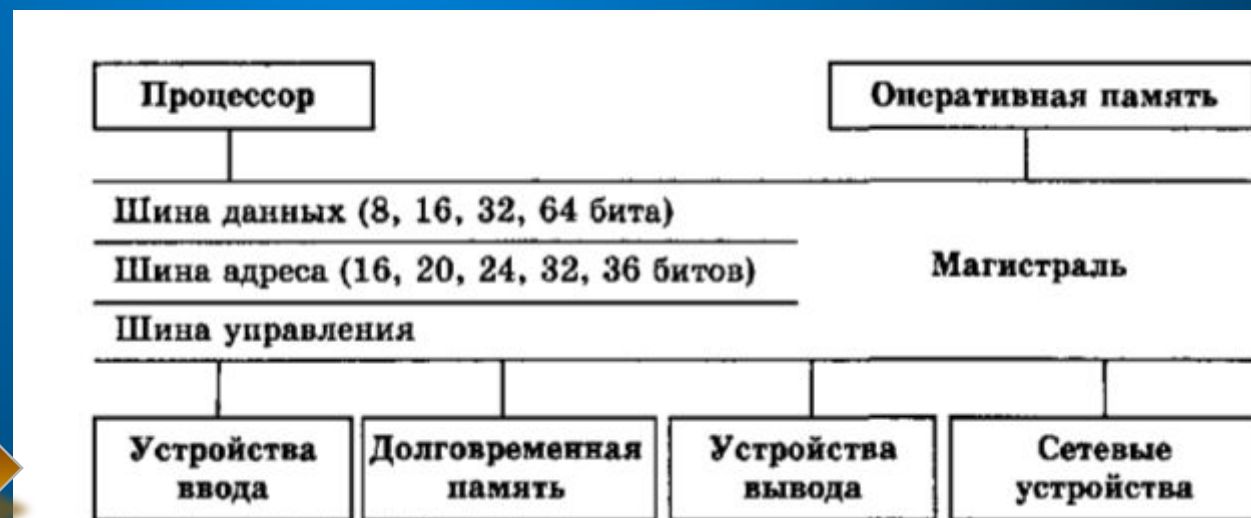 Процессор
Оперативная память
Шина данных (8, 16, 32, 64 бита)
Шина адреса (16, 20, 24, 32, 36 битов)
Магистраль
Шина управления
Устройства
ввода
Долговременная
память
Устройства
вывода
Сетевые
устройства